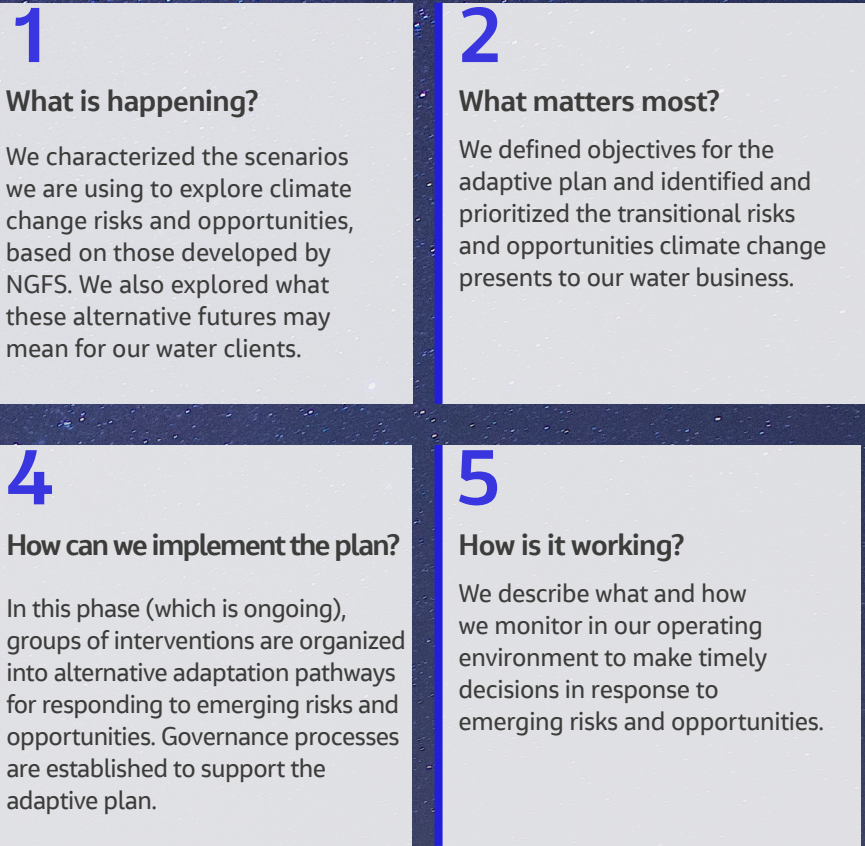 1
What is happening?
We characterized the scenarios
we are using to explore climate
change risks and opportunities,
based on those developed by
NGFS. We also explored what
these alternative futures may
mean for our water clients.
2
What matters most?
We defined objectives for the
adaptive plan and identified and
prioritized the transitional risks
and opportunities climate change
presents to our water business.
4
How can we implement the plan?
In this phase (which is ongoing),
groups of interventions are organized
into alternative adaptation pathways
for responding to emerging risks and
opportunities. Governance processes
are established to support the
adaptive plan.
5
How is it working?
We describe what and how
we monitor in our operating
environment to make timely
decisions in response to
emerging risks and opportunities.